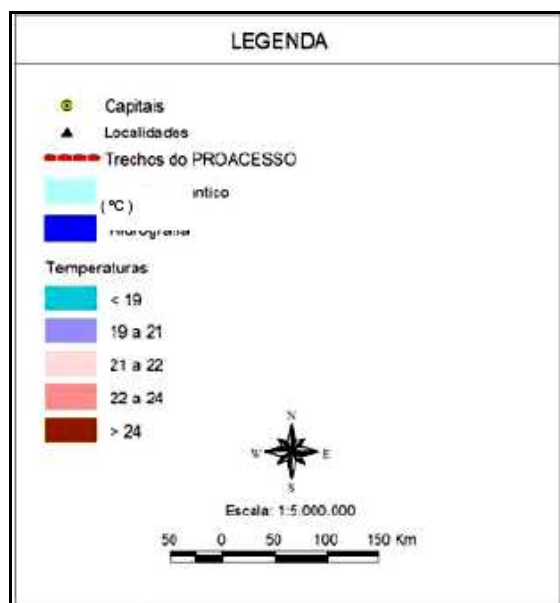 LEGENDA
Capitais
Localidades
Trechos do PROACESSO
ntico
( ºC )
Temperaturas
< 19
19 a 21
21 a 22
22 a 24
> 24
N
W E
S
Escala: 1:5.000.000
50 0 50 100 150 Km